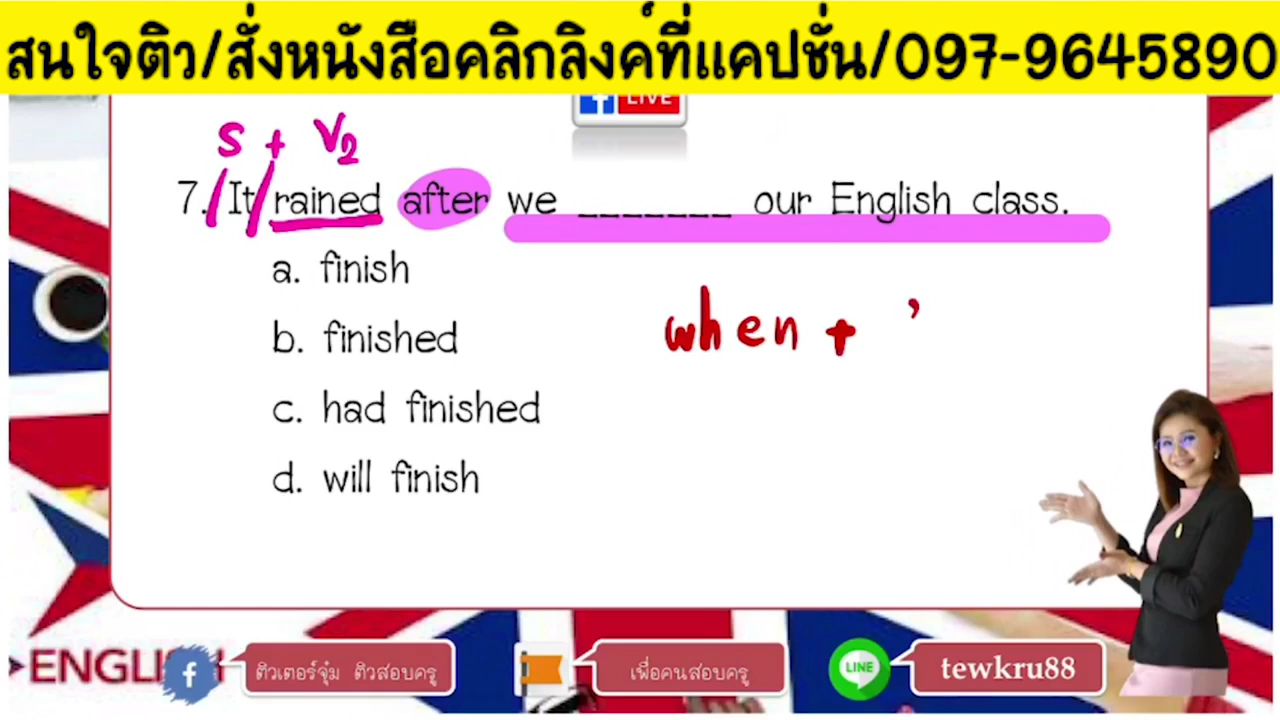 สนใจติว/สั่งหนังสือคลิกลิงค์ที่แคปชั่น/097-9645890
LIVE
S + V2
7. It rained after we _______ our English class.
a. finish
b. finished
c. had finished
d. will finish
when + ,
ENGLI
ติวเตอร์จุ๋ม ติวสอบครู
เพื่อคนสอบครู
LINE
tewkru88